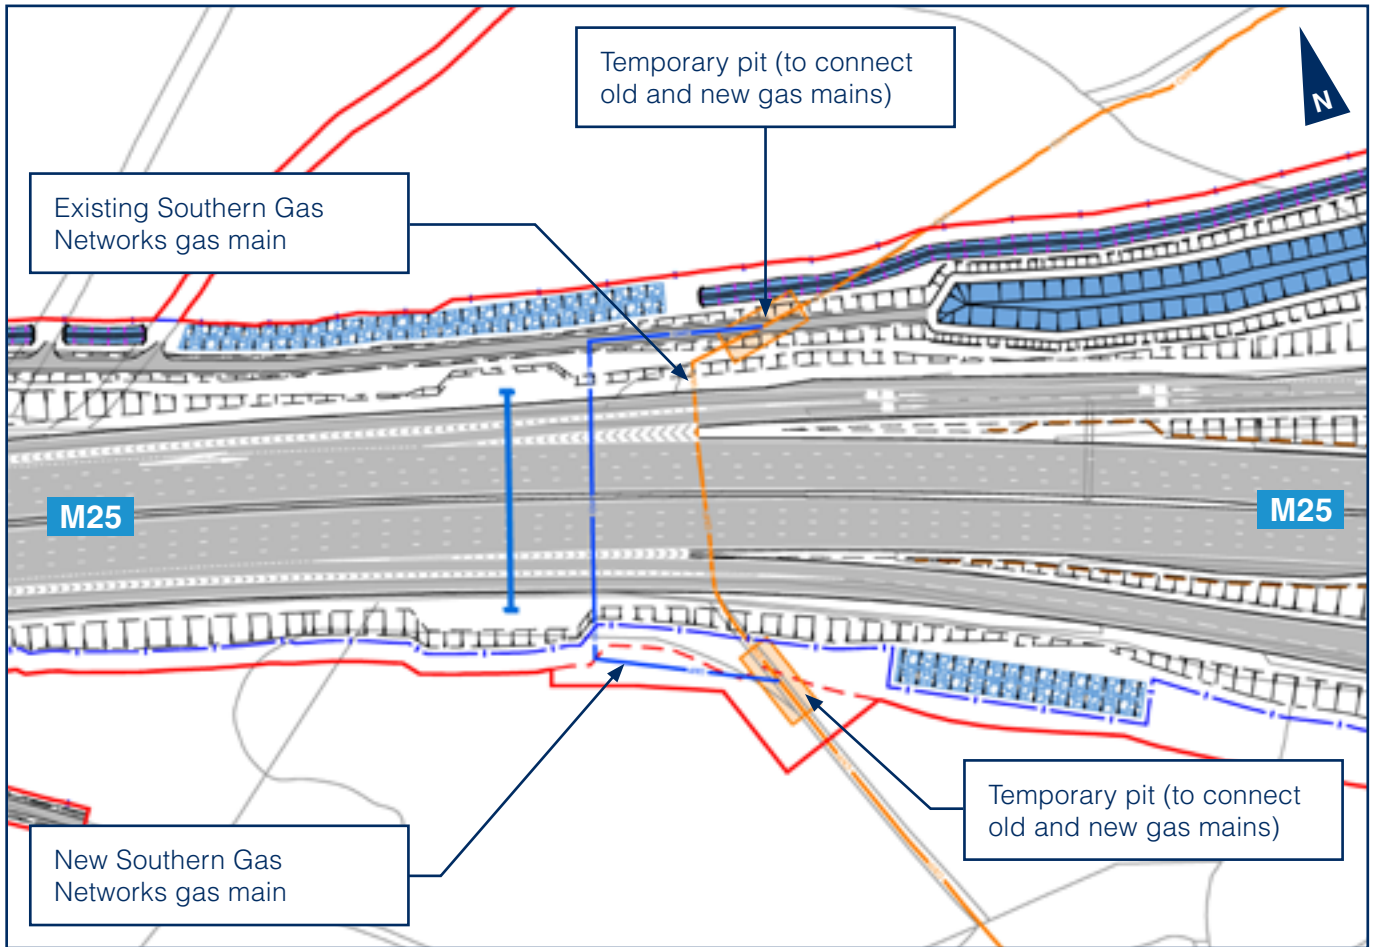 Temporary pit (to connect
old and new gas mains)
N
Existing Southern Gas
Networks gas main
M25
M25
Temporary pit (to connect
old and new gas mains)
New Southern Gas
Networks gas main